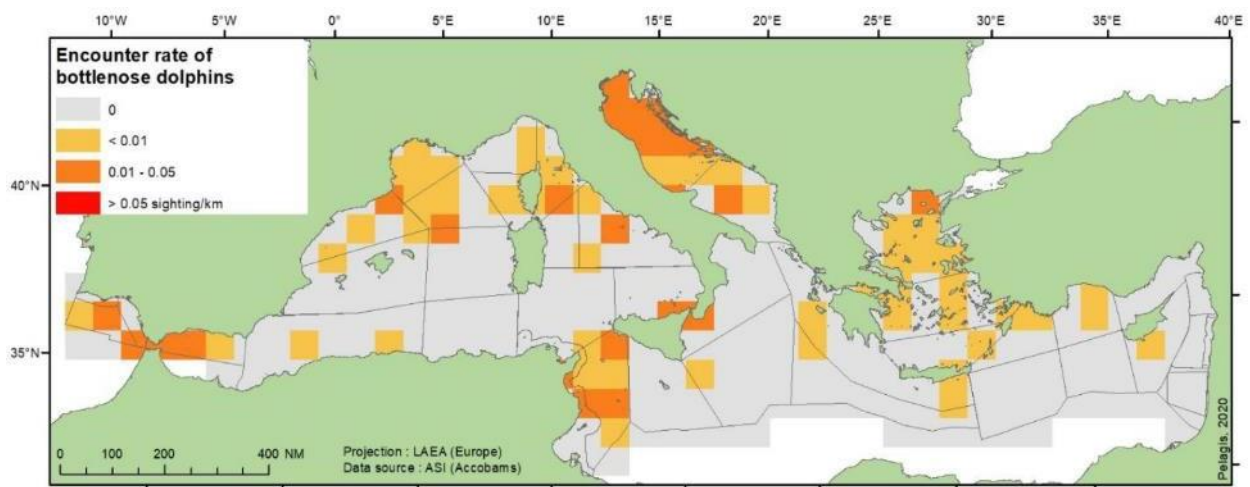 10°W 5°W 0° 5°E 10°E 15°E 20°E 25°E 30°E 35°E 40°E
Encounter rate of
bottlenose dolphins
0
< 0.01
0.01 - 0.05
> 0.05 sighting/km
40°N
35°N
0 100 200 400 NM
Projection : LAEA (Europe)
Data source : ASI (Accobams)
Pelagis, 2020